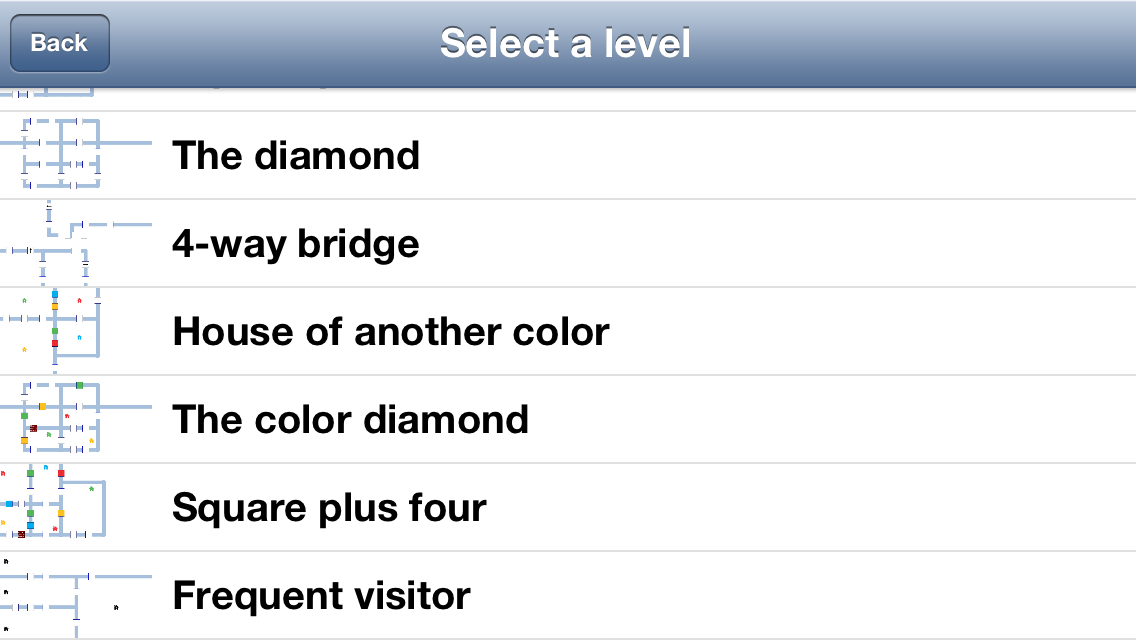 Back
Select a level
The diamond
4-way bridge
House of another color
The color diamond
Square plus four
Frequent visitor